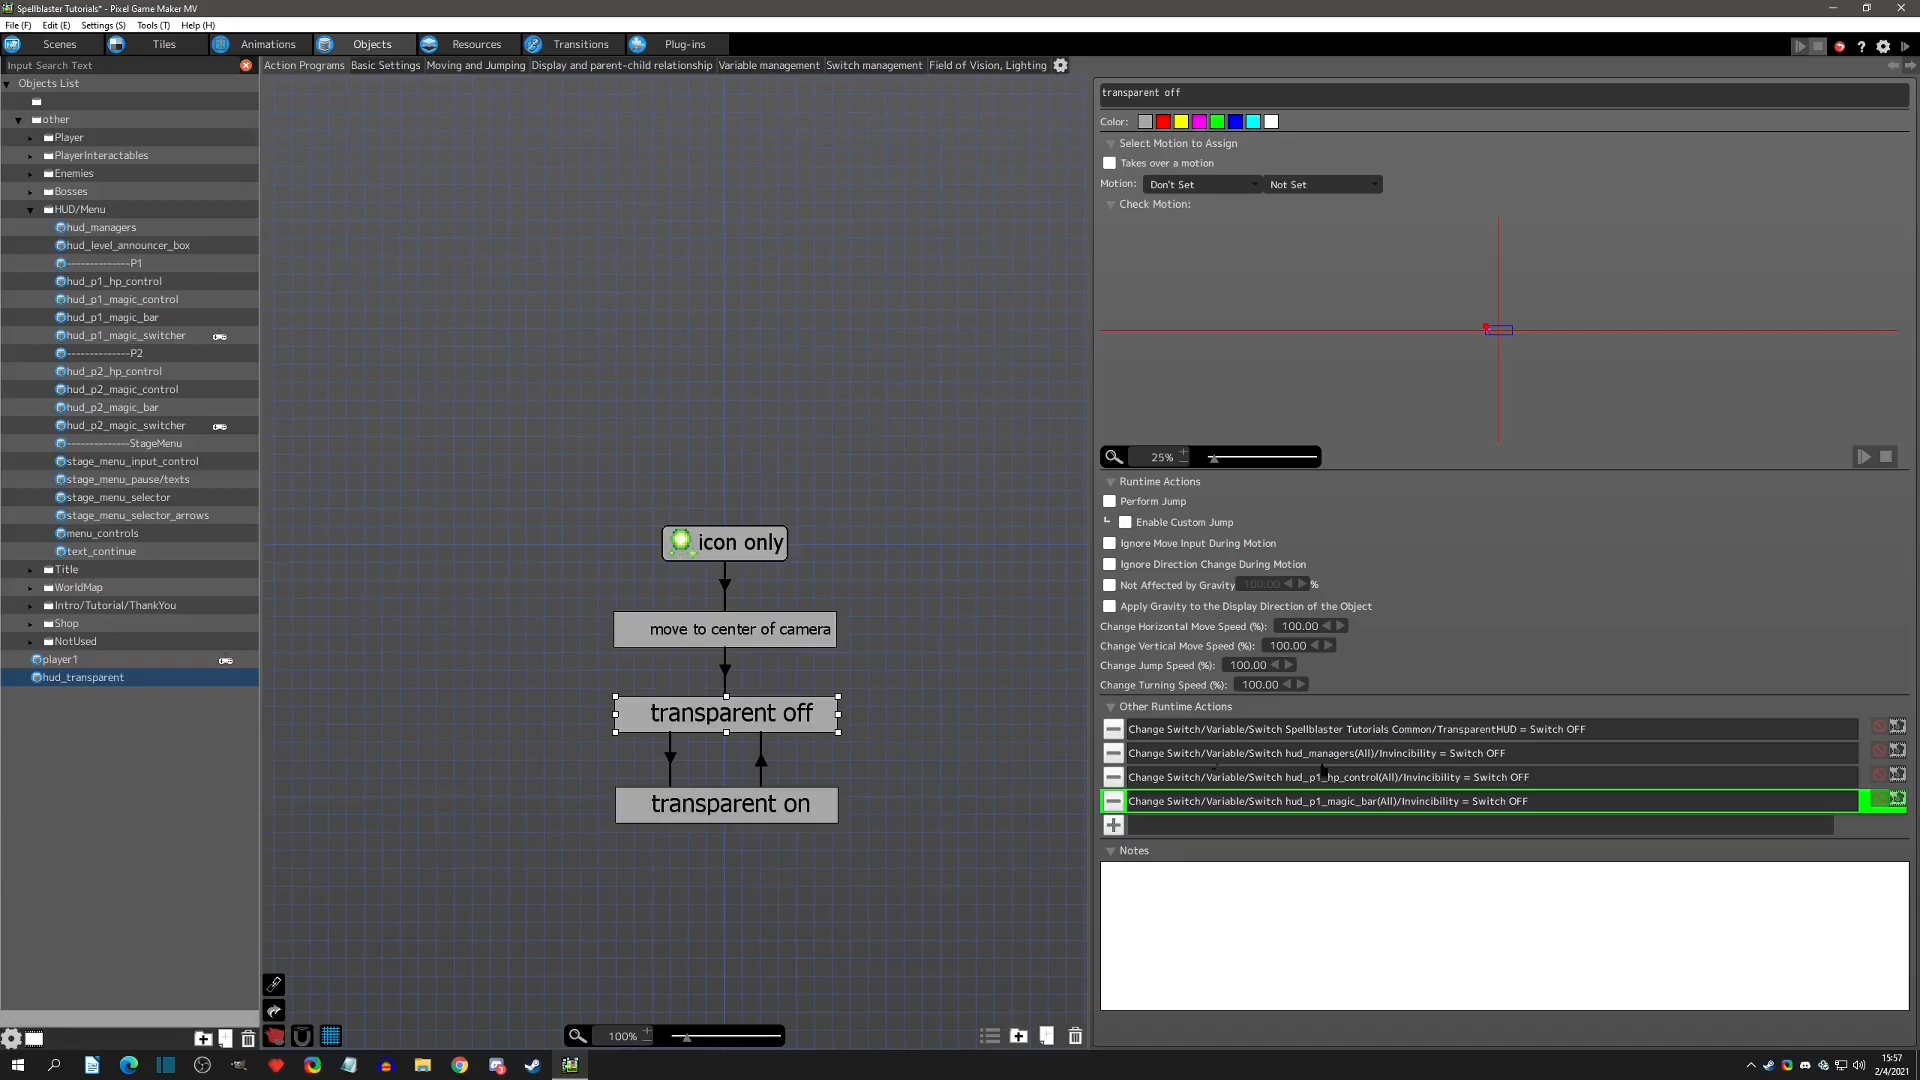 Spellblaster Tutorials* - Pixel Game Maker MV
File (F) Edit (E) Settings (S) Tools (T) Help (H)
Scenes Tiles Animations Objects Resources Transitions Plug-ins
Input Search Text
Action Programs Basic Settings Moving and Jumping Display and parent-child relationship Variable management Switch management Field of Vision, Lighting
Objects List
other
Player
PlayerInteractables
Enemies
Bosses
HUD/Menu
hud_managers
hud_level_announcer_box
--------------P1
hud_p1_hp_control
hud_p1_magic_control
hud_p1_magic_bar
hud_p1_magic_switcher
--------------P2
hud_p2_hp_control
hud_p2_magic_control
hud_p2_magic_bar
hud_p2_magic_switcher
--------------StageMenu
stage_menu_input_control
stage_menu_pause/texts
stage_menu_selector
stage_menu_selector_arrows
menu_controls
text_continue
Title
WorldMap
Intro/Tutorial/ThankYou
Shop
NotUsed
player1
hud_transparent
icon only
move to center of camera
transparent off
transparent on
100%
transparent off
Color:
Select Motion to Assign
Takes over a motion
Motion: Don't Set Not Set
Check Motion:
25%
Runtime Actions
Perform Jump
Enable Custom Jump
Ignore Move Input During Motion
Ignore Direction Change During Motion
Not Affected by Gravity 100.00 %
Apply Gravity to the Display Direction of the Object
Change Horizontal Move Speed (%): 100.00
Change Vertical Move Speed (%): 100.00
Change Jump Speed (%): 100.00
Change Turning Speed (%): 100.00
Other Runtime Actions
Change Switch/Variable/Switch Spellblaster Tutorials Common/TransparentHUD = Switch OFF
Change Switch/Variable/Switch hud_managers(All)/Invincibility = Switch OFF
Change Switch/Variable/Switch hud_p1_hp_control(All)/Invincibility = Switch OFF
Change Switch/Variable/Switch hud_p1_magic_bar(All)/Invincibility = Switch OFF
Notes
15:57
2/4/2021